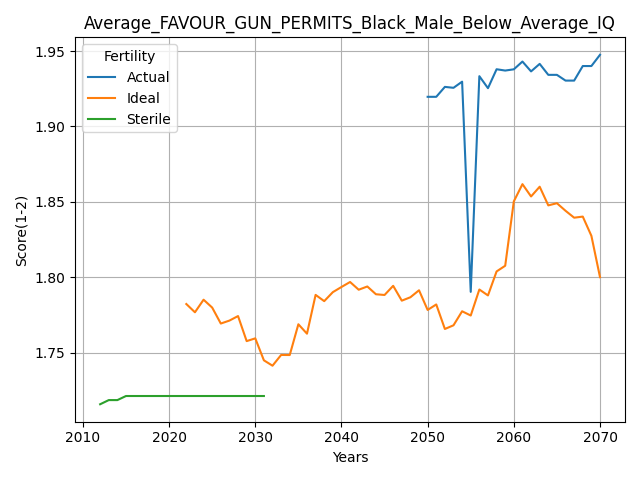 Average_FAVOUR_GUN_PERMITS_Black_Male_Below_Average_IQ
Fertility
Actual
Ideal
Sterile
Score(1-2)
1.95
1.90
1.85
1.80
1.75
2010 2020 2030 2040 2050 2060 2070
Years